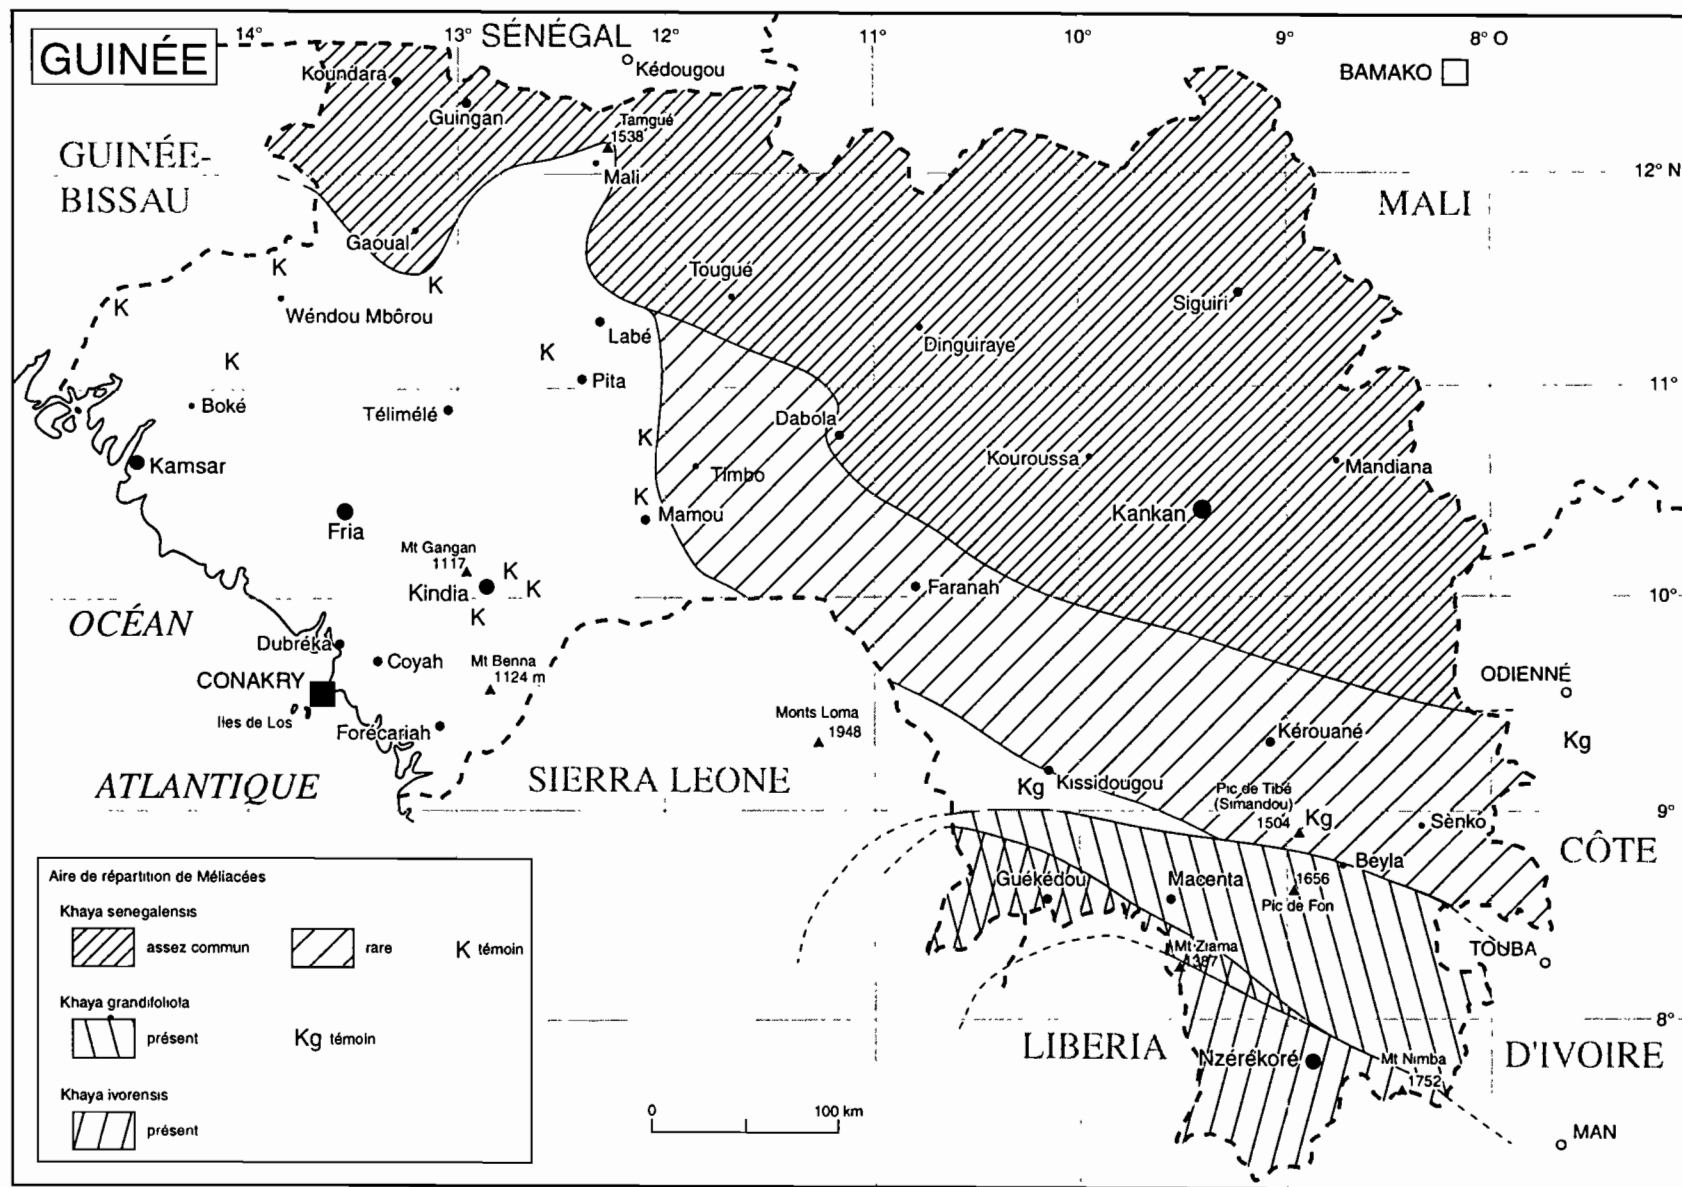 GUINÉE
14°
13°
SÉNÉGAL
12°
11°
10°
9°
8° O
Kédougou
BAMAKO
Koundara
Guingan
Tamgué
1538
Mali
GUINÉE-
BISSAU
12° N
MALI
Gaoual
K
K
K
Tougué
Siguiri
K
Wéndou Mbôrou
Labé
Dinguiraye
K
K
Pita
11°
Boké
Télimélé
Dabola
K
Kamsar
Timbo
Kouroussa
Mandiana
K
Mamou
Kankan
Fria
Mt Gangan
1117
K
K
Kindia
Faranah
10°
K
OCÉAN
Dubréka
Coyah
Mt Benna
1124 m
CONAKRY
ODIENNÉ
Iles de Los
Forécariah
Monts Loma
1948
Kérouané
Kg
ATLANTIQUE
SIERRA LEONE
Kg
Kissidougou
Pic de Tibé
(Simandou)
1504
Kg
Sènko
9°
CÔTE
Beyla
Guékédou
Macenta
1656
Pic de Fon
Mt Ziama
1387
TOUBA
8°
LIBERIA
Nzérékoré
Mt Nimba
1752
D'IVOIRE
MAN
0
100 km
Aire de répartition de Méliacées
Khaya senegalensis
assez commun
rare
K témoin
Khaya grandifoliola
présent
Kg témoin
Khaya ivorensis
présent